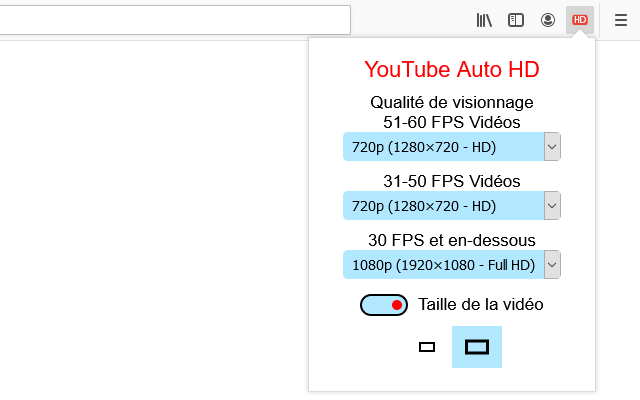 HD
YouTube Auto HD
Qualité de visionnage
51-60 FPS Vidéos
720p (1280×720 - HD)
31-50 FPS Vidéos
720p (1280×720 - HD)
30 FPS et en-dessous
1080p (1920×1080 - Full HD)
Taille de la vidéo